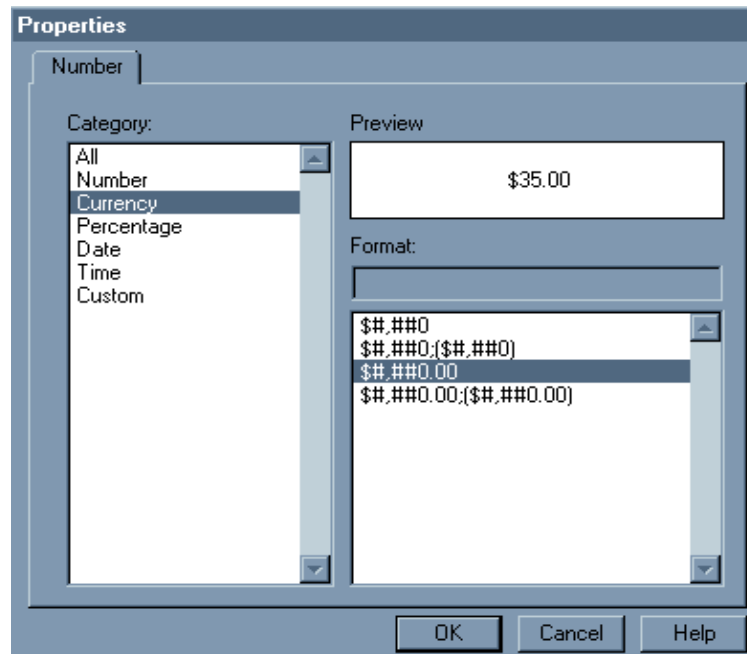 Properties
Number
Category:
All
Number
Currency
Percentage
Date
Time
Custom
Preview
$35.00
Format:
$#,##0
$#,##0;($#,##0)
$#,##0.00
$#,##0.00;($#,##0.00)
OK
Cancel
Help